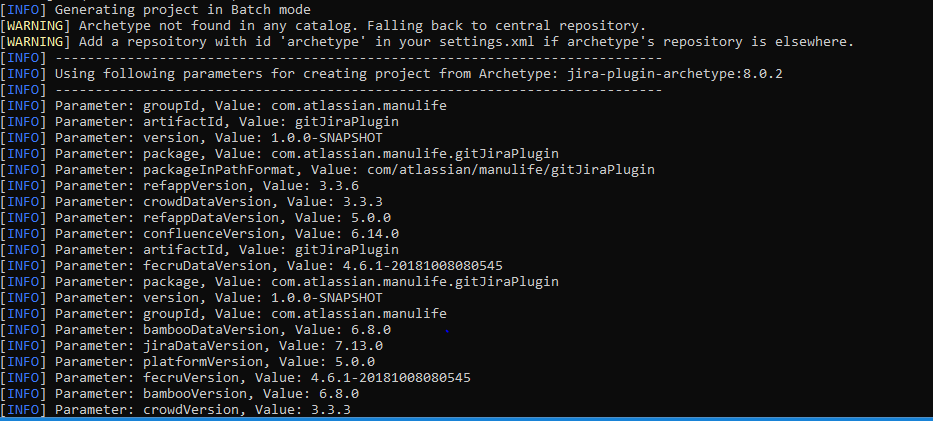 [INFO] Generating project in Batch mode
[WARNING] Archetype not found in any catalog. Falling back to central repository.
[WARNING] Add a repsoitory with id 'archetype' in your settings.xml if archetype's repository is elsewhere.
[INFO] ----------------------------------------------------------------------------
[INFO] Using following parameters for creating project from Archetype: jira-plugin-archetype:8.0.2
[INFO] ----------------------------------------------------------------------------
[INFO] Parameter: groupId, Value: com.atlassian.manulife
[INFO] Parameter: artifactId, Value: gitJiraPlugin
[INFO] Parameter: version, Value: 1.0.0-SNAPSHOT
[INFO] Parameter: package, Value: com.atlassian.manulife.gitJiraPlugin
[INFO] Parameter: packageInPathFormat, Value: com/atlassian/manulife/gitJiraPlugin
[INFO] Parameter: refappVersion, Value: 3.3.6
[INFO] Parameter: crowdDataVersion, Value: 3.3.3
[INFO] Parameter: refappDataVersion, Value: 5.0.0
[INFO] Parameter: confluenceVersion, Value: 6.14.0
[INFO] Parameter: artifactId, Value: gitJiraPlugin
[INFO] Parameter: fecruDataVersion, Value: 4.6.1-20181008080545
[INFO] Parameter: package, Value: com.atlassian.manulife.gitJiraPlugin
[INFO] Parameter: version, Value: 1.0.0-SNAPSHOT
[INFO] Parameter: groupId, Value: com.atlassian.manulife
[INFO] Parameter: bambooDataVersion, Value: 6.8.0
[INFO] Parameter: jiraDataVersion, Value: 7.13.0
[INFO] Parameter: platformVersion, Value: 5.0.0
[INFO] Parameter: fecruVersion, Value: 4.6.1-20181008080545
[INFO] Parameter: bambooVersion, Value: 6.8.0
[INFO] Parameter: crowdVersion, Value: 3.3.3